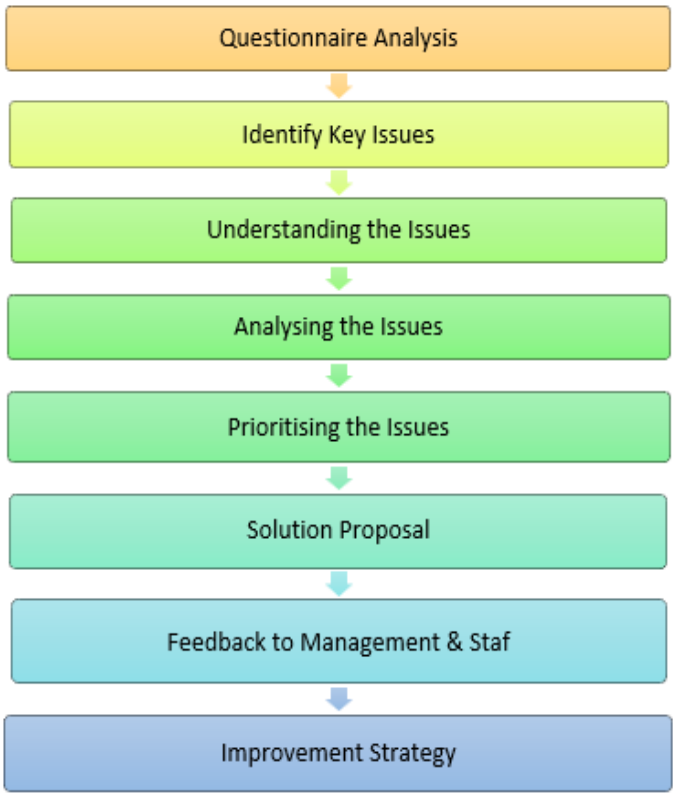 Questionnaire Analysis
Identify Key Issues
Understanding the Issues
Analysing the Issues
Prioritising the Issues
Solution Proposal
Feedback to Management & Staf
Improvement Strategy